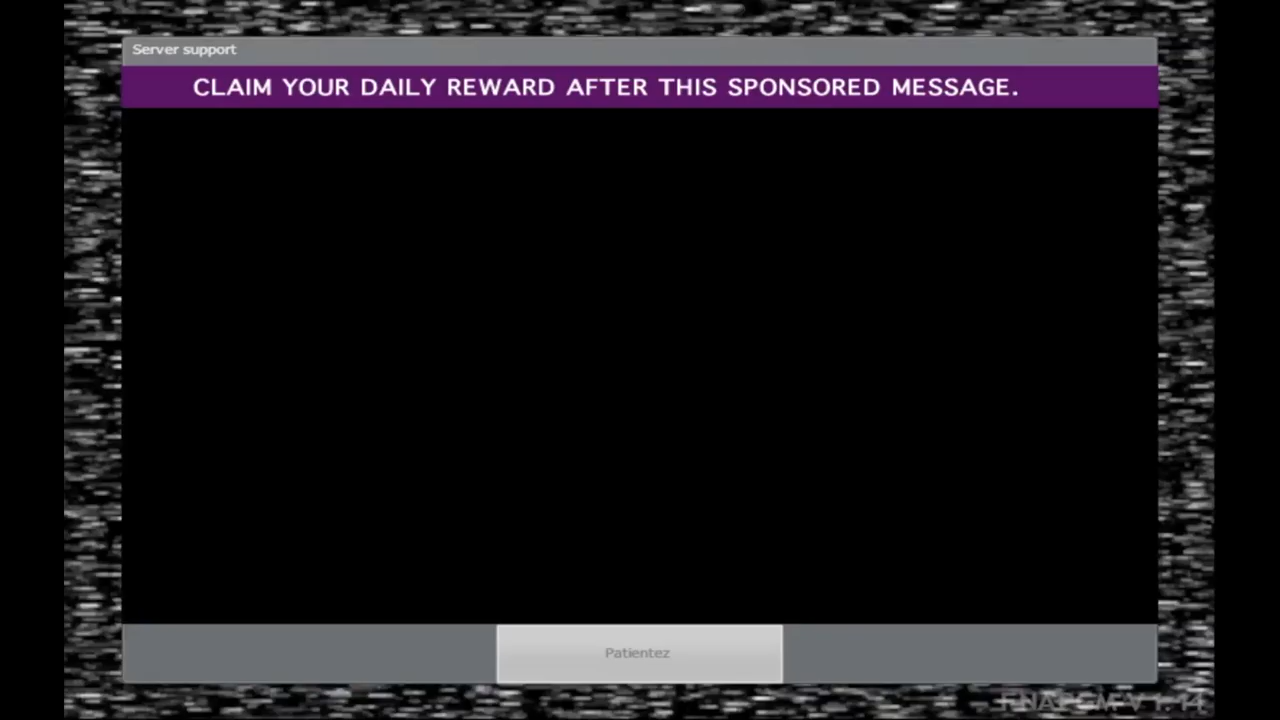 Server support
CLAIM YOUR DAILY REWARD AFTER THIS SPONSORED MESSAGE.
Patientez